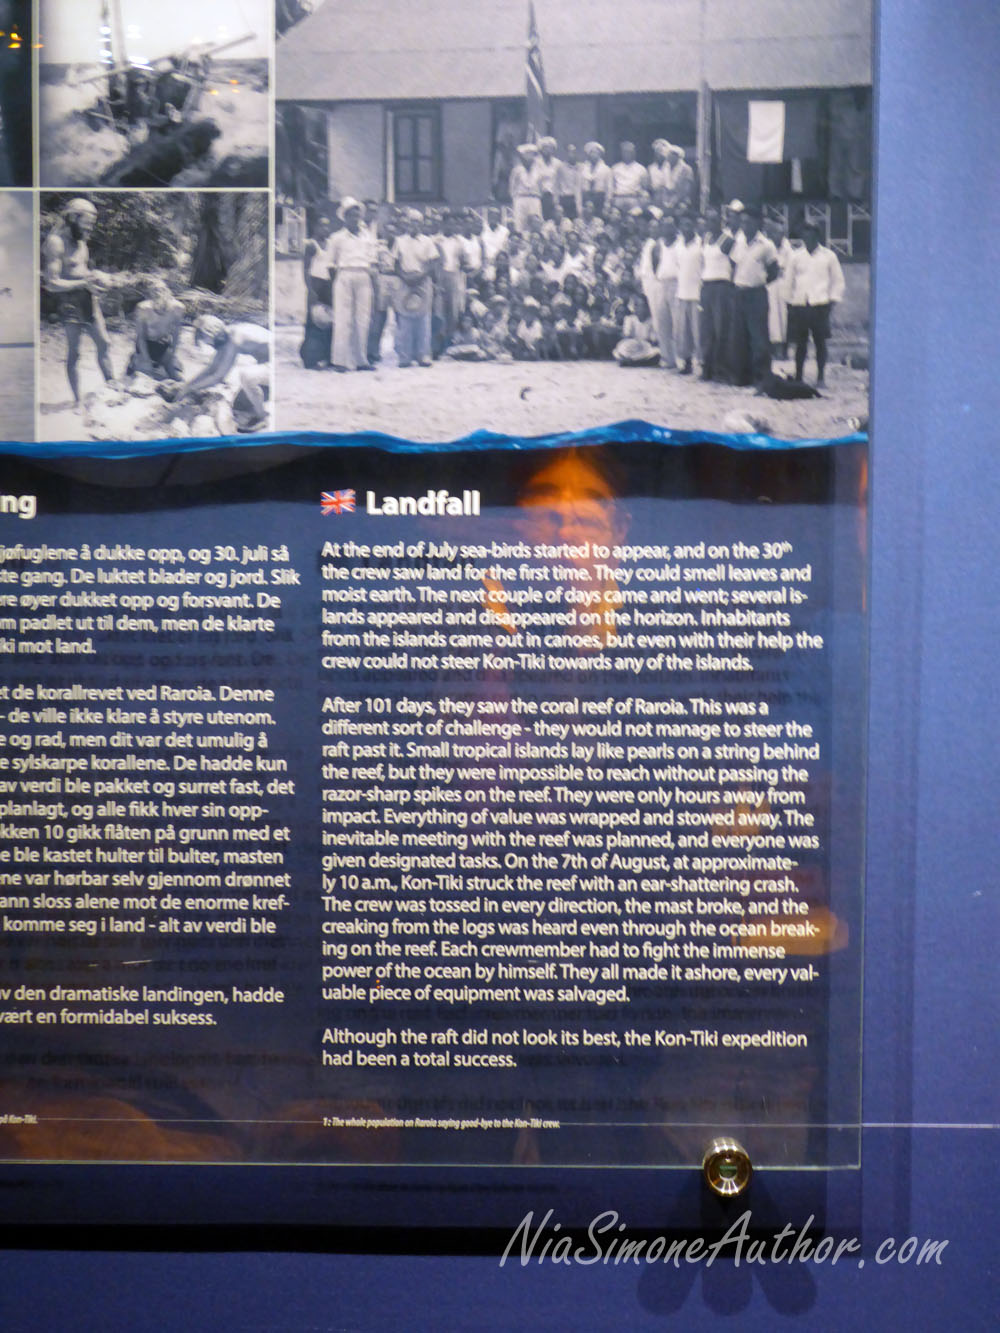 ng
jøfuglene å dukke opp, og 30. juli så
te gang. De luktet blader og jord. Slik
re øyer dukket opp og forsvant. De
m padlet ut til dem, men de klarte
ki mot land.
et de korallrevet ved Raroia. Denne
- de ville ikke klare å styre utenom.
e og rad, men dit var det umulig å
e sylskarpe korallene. De hadde kun
av verdi ble pakket og surret fast, det
planlagt, og alle fikk hver sin opp-
kken 10 gikk flåten på grunn med et
e ble kastet hulter til bulter, masten
ne var hørbar selv gjennom drønnet
ann sloss alene mot de enorme kref-
komme seg i land - alt av verdi ble
av den dramatiske landingen, hadde
vært en formidabel suksess.
på Kon-Tiki.
Landfall
At the end of July sea-birds started to appear, and on the 30th
the crew saw land for the first time. They could smell leaves and
moist earth. The next couple of days came and went; several is-
lands appeared and disappeared on the horizon. Inhabitants
from the islands came out in canoes, but even with their help the
crew could not steer Kon-Tiki towards any of the islands.
After 101 days, they saw the coral reef of Raroia. This was a
different sort of challenge - they would not manage to steer the
raft past it. Small tropical islands lay like pearls on a string behind
the reef, but they were impossible to reach without passing the
razor-sharp spikes on the reef. They were only hours away from
impact. Everything of value was wrapped and stowed away. The
inevitable meeting with the reef was planned, and everyone was
given designated tasks. On the 7th of August, at approximate-
ly 10 a.m., Kon-Tiki struck the reef with an ear-shattering crash.
The crew was tossed in every direction, the mast broke, and the
creaking from the logs was heard even through the ocean break-
ing on the reef. Each crewmember had to fight the immense
power of the ocean by himself. They all made it ashore, every val-
uable piece of equipment was salvaged.
Although the raft did not look its best, the Kon-Tiki expedition
had been a total success.
1: The whole population on Raroia saying good-bye to the Kon-Tiki crew.
NiaSimoneAuthor.com